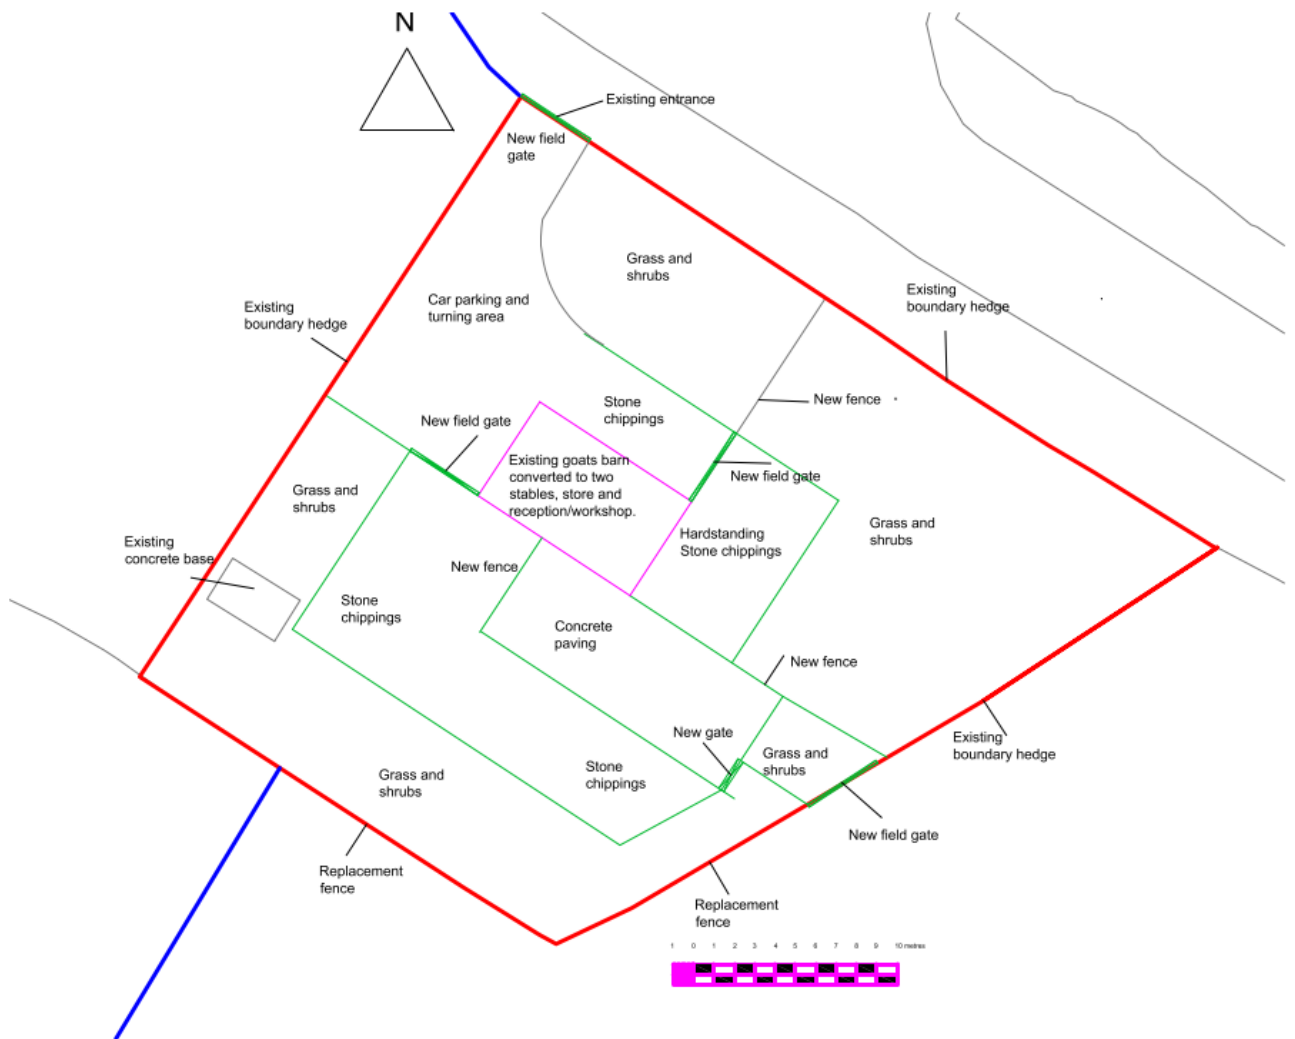 N
Existing entrance
New field
gate
Grass and
shrubs
Existing
boundary hedge
Car parking and
turning area
Existing
boundary hedge
New fence
Stone
chippings
New field gate
Existing goats barn
converted to two
stables, store and
reception/workshop.
New field gate
Grass and
shrubs
Hardstanding
Stone chippings
Grass and
shrubs
Existing
concrete base
New fence
Stone
chippings
Concrete
paving
New fence
New gate
Grass and
shrubs
Existing
boundary hedge
Stone
chippings
Grass and
shrubs
New field gate
Replacement
fence
Replacement
fence
1 0 1 2 3 4 5 6 7 8 9 10 metres